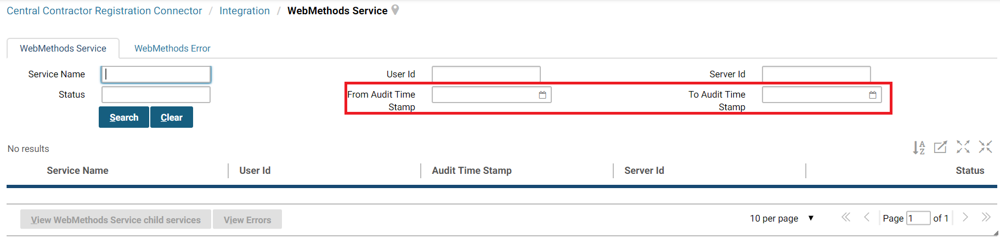 Central Contractor Registration Connector / Integration / WebMethods Service
WebMethods Service WebMethods Error
Service Name User Id Server Id
Status From Audit Time Stamp To Audit Time Stamp
Search Clear
No results
Service Name User Id Audit Time Stamp Server Id Status
View WebMethods Service child services View Errors 10 per page Page 1 of 1